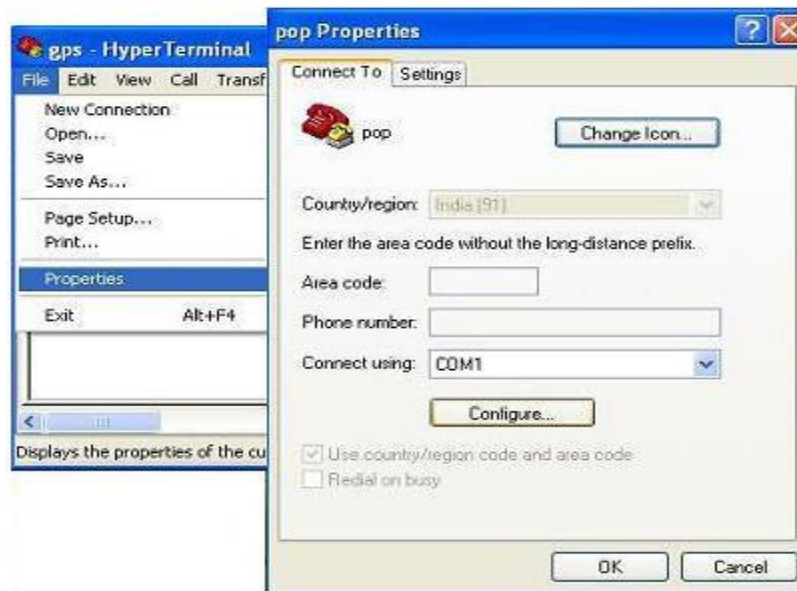 gps - HyperTerminal
File Edit View Call Transf
New Connection
Open...
Save
Save As...
Page Setup...
Print...
Properties
Exit Alt+F4
Displays the properties of the cu
pop Properties
Connect To Settings
pop
Change Icon...
Country/region: India (91)
Enter the area code without the long-distance prefix.
Area code:
Phone number:
Connect using: COM1
Configure...
Use country/region code and area code
Redial on busy
OK Cancel